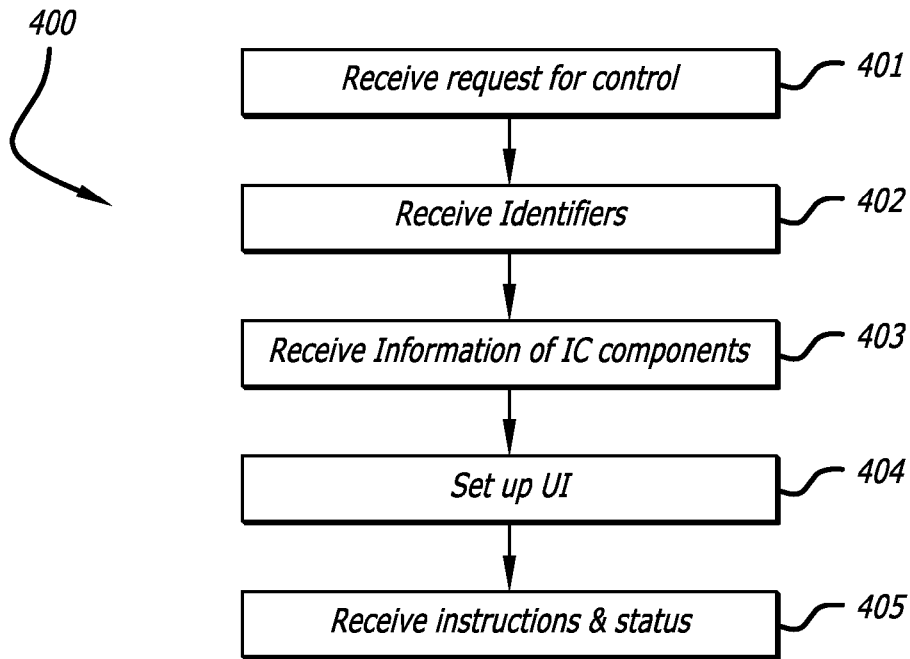 400
Receive request for control
401
Receive Identifiers
402
Receive Information of IC components
403
Set up UI
404
Receive instructions & status
405